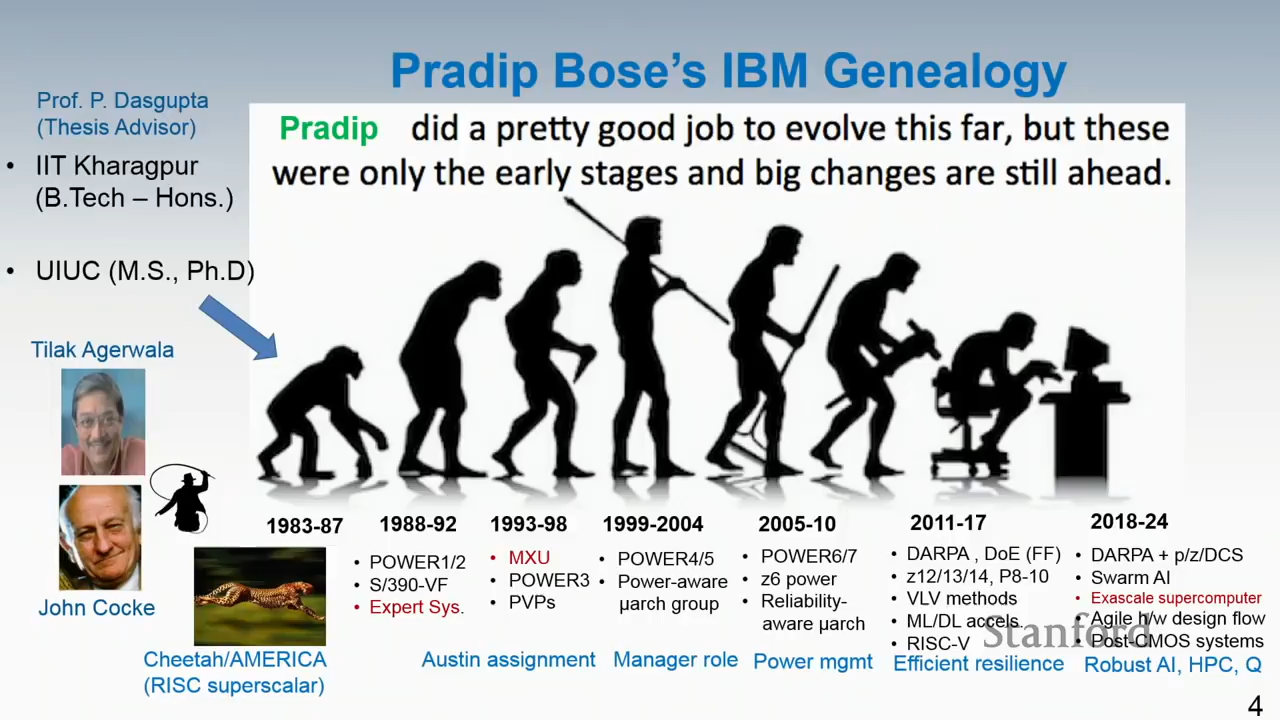 Pradip Bose's IBM Genealogy
Prof. P. Dasgupta
(Thesis Advisor)
• IIT Kharagpur
(B.Tech – Hons.)
• UIUC (M.S., Ph.D)
Pradip did a pretty good job to evolve this far, but these
were only the early stages and big changes are still ahead.
Tilak Agerwala
John Cocke
Cheetah/AMERICA
(RISC superscalar)
1983-87
1988-92
• POWER1/2
• S/390-VF
• Expert Sys.
1993-98
• MXU
• POWER3
• PVPs
Austin assignment
1999-2004
• POWER4/5
• Power-aware
µarch group
Manager role
2005-10
• POWER6/7
• z6 power
• Reliability-
aware µarch
Power mgmt
2011-17
• DARPA , DoE (FF)
• z12/13/14, P8-10
• VLV methods
• ML/DL accels
• RISC-V
Efficient resilience
2018-24
• DARPA + p/z/DCS
• Swarm AI
• Exascale supercomputer
• Agile h/w design flow
• Post-CMOS systems
Robust AI, HPC, Q
Stanford
4